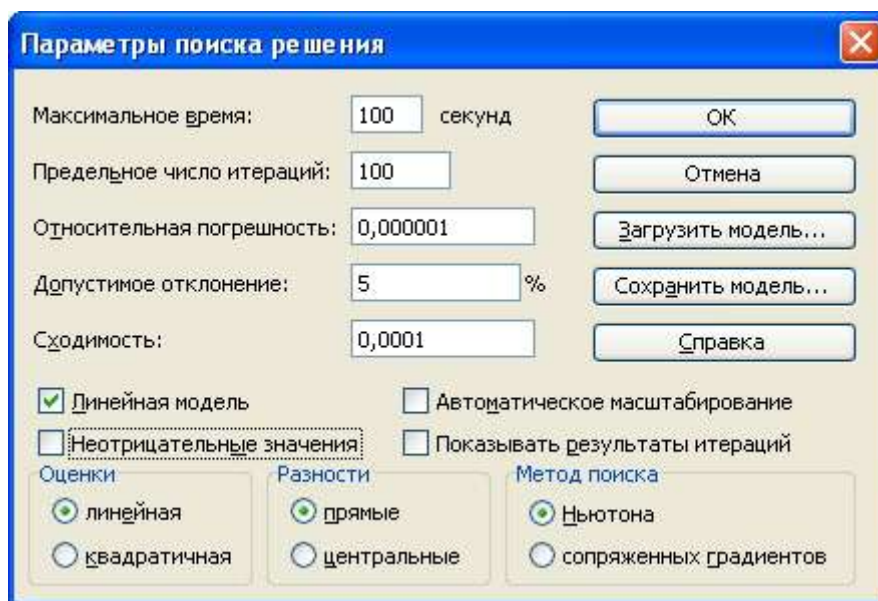 Параметры поиска решения
Максимальное время: 100 секунд OK
Предельное число итераций: 100 Отмена
Относительная погрешность: 0,000001 Загрузить модель...
Допустимое отклонение: 5 % Сохранить модель...
Сходимость: 0,0001 Справка
Линейная модель Автоматическое масштабирование
Неотрицательные значения Показывать результаты итераций
Оценки Разности Метод поиска
линейная прямые Ньютона
квадратичная центральные сопряженных градиентов